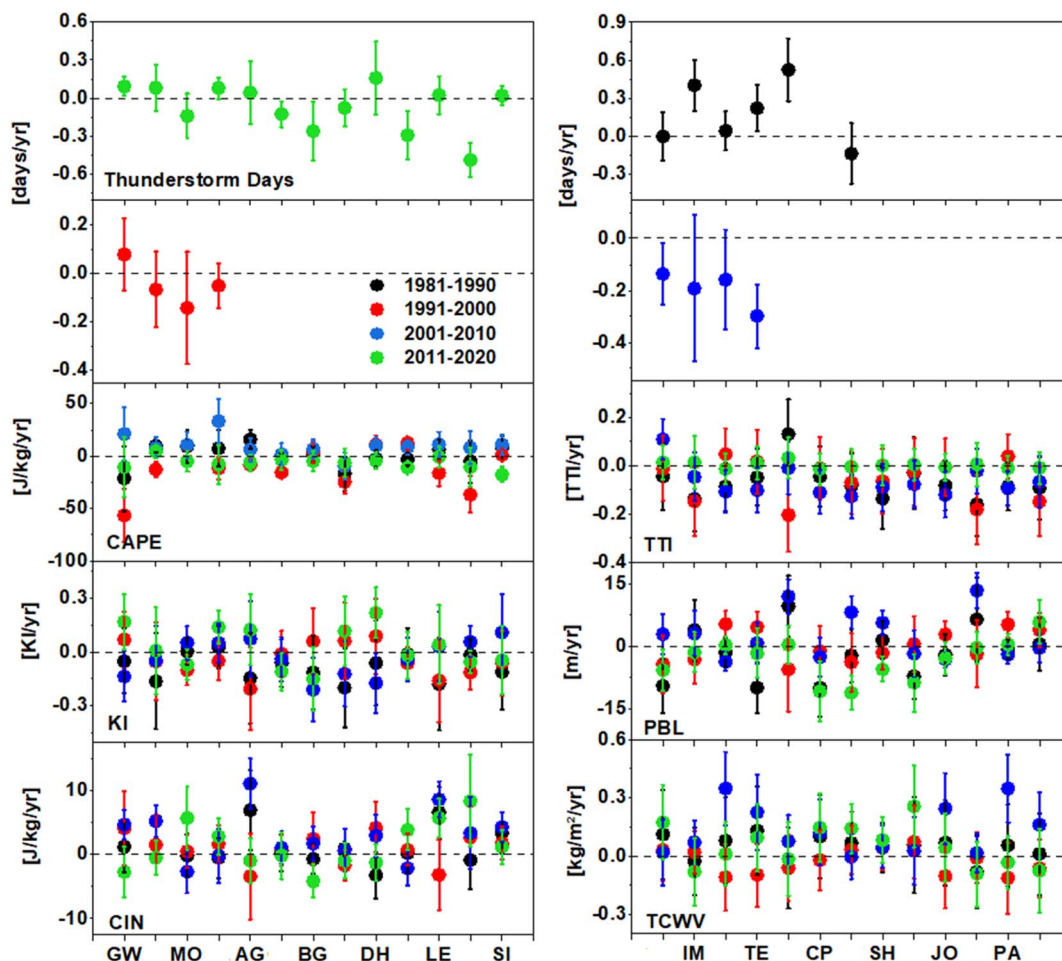 0.6
0.3
0.0
-0.3
-0.6
[days/yr]
Thunderstorm Days
0.2
0.0
-0.2
-0.4
1981-1990
1991-2000
2001-2010
2011-2020
50
0
-50
-100
[J/kg/yr]
CAPE
0.3
0.0
-0.3
[KI/yr]
KI
10
0
-10
[J/kg/yr]
CIN
GW MO AG BG DH LE SI
0.9
0.6
0.3
0.0
-0.3
[days/yr]
0.0
-0.2
-0.4
0.2
0.0
-0.2
-0.4
[TTI/yr]
TTI
15
0
-15
[m/yr]
PBL
0.6
0.3
0.0
-0.3
[kg/m²/yr]
TCWV
IM TE CP SH JO PA